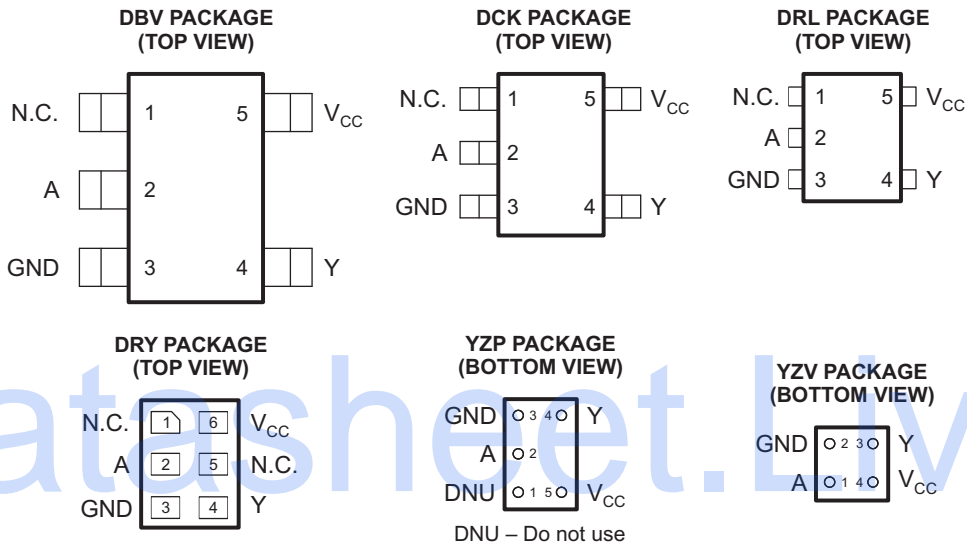 DBV PACKAGE
(TOP VIEW)
N.C. 1 5 VCC
A 2
GND 3 4 Y
DCK PACKAGE
(TOP VIEW)
N.C. 1 5 VCC
A 2
GND 3 4 Y
DRL PACKAGE
(TOP VIEW)
N.C. 1 5 VCC
A 2
GND 3 4 Y
DRY PACKAGE
(TOP VIEW)
N.C. 1 6 VCC
A 2 5 N.C.
GND 3 4 Y
YZP PACKAGE
(BOTTOM VIEW)
GND 3 4 Y
A 2
DNU 1 5 VCC
DNU – Do not use
YZV PACKAGE
(BOTTOM VIEW)
GND 2 3 Y
A 1 4 VCC
atasheet.Liv